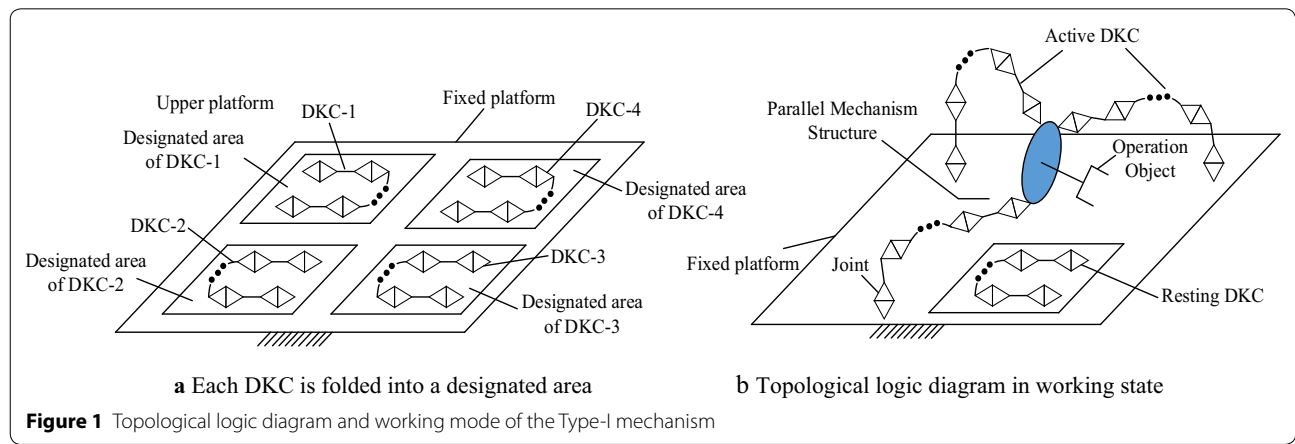 Upper platform
DKC-1
Fixed platform
DKC-4
Designated area
of DKC-1
Designated area
of DKC-4
DKC-2
Designated area
of DKC-2
DKC-3
Designated area
of DKC-3
a Each DKC is folded into a designated area
Active DKC
Parallel Mechanism
Structure
Operation
Object
Fixed platform
Joint
Resting DKC
b Topological logic diagram in working state
Figure 1 Topological logic diagram and working mode of the Type-I mechanism